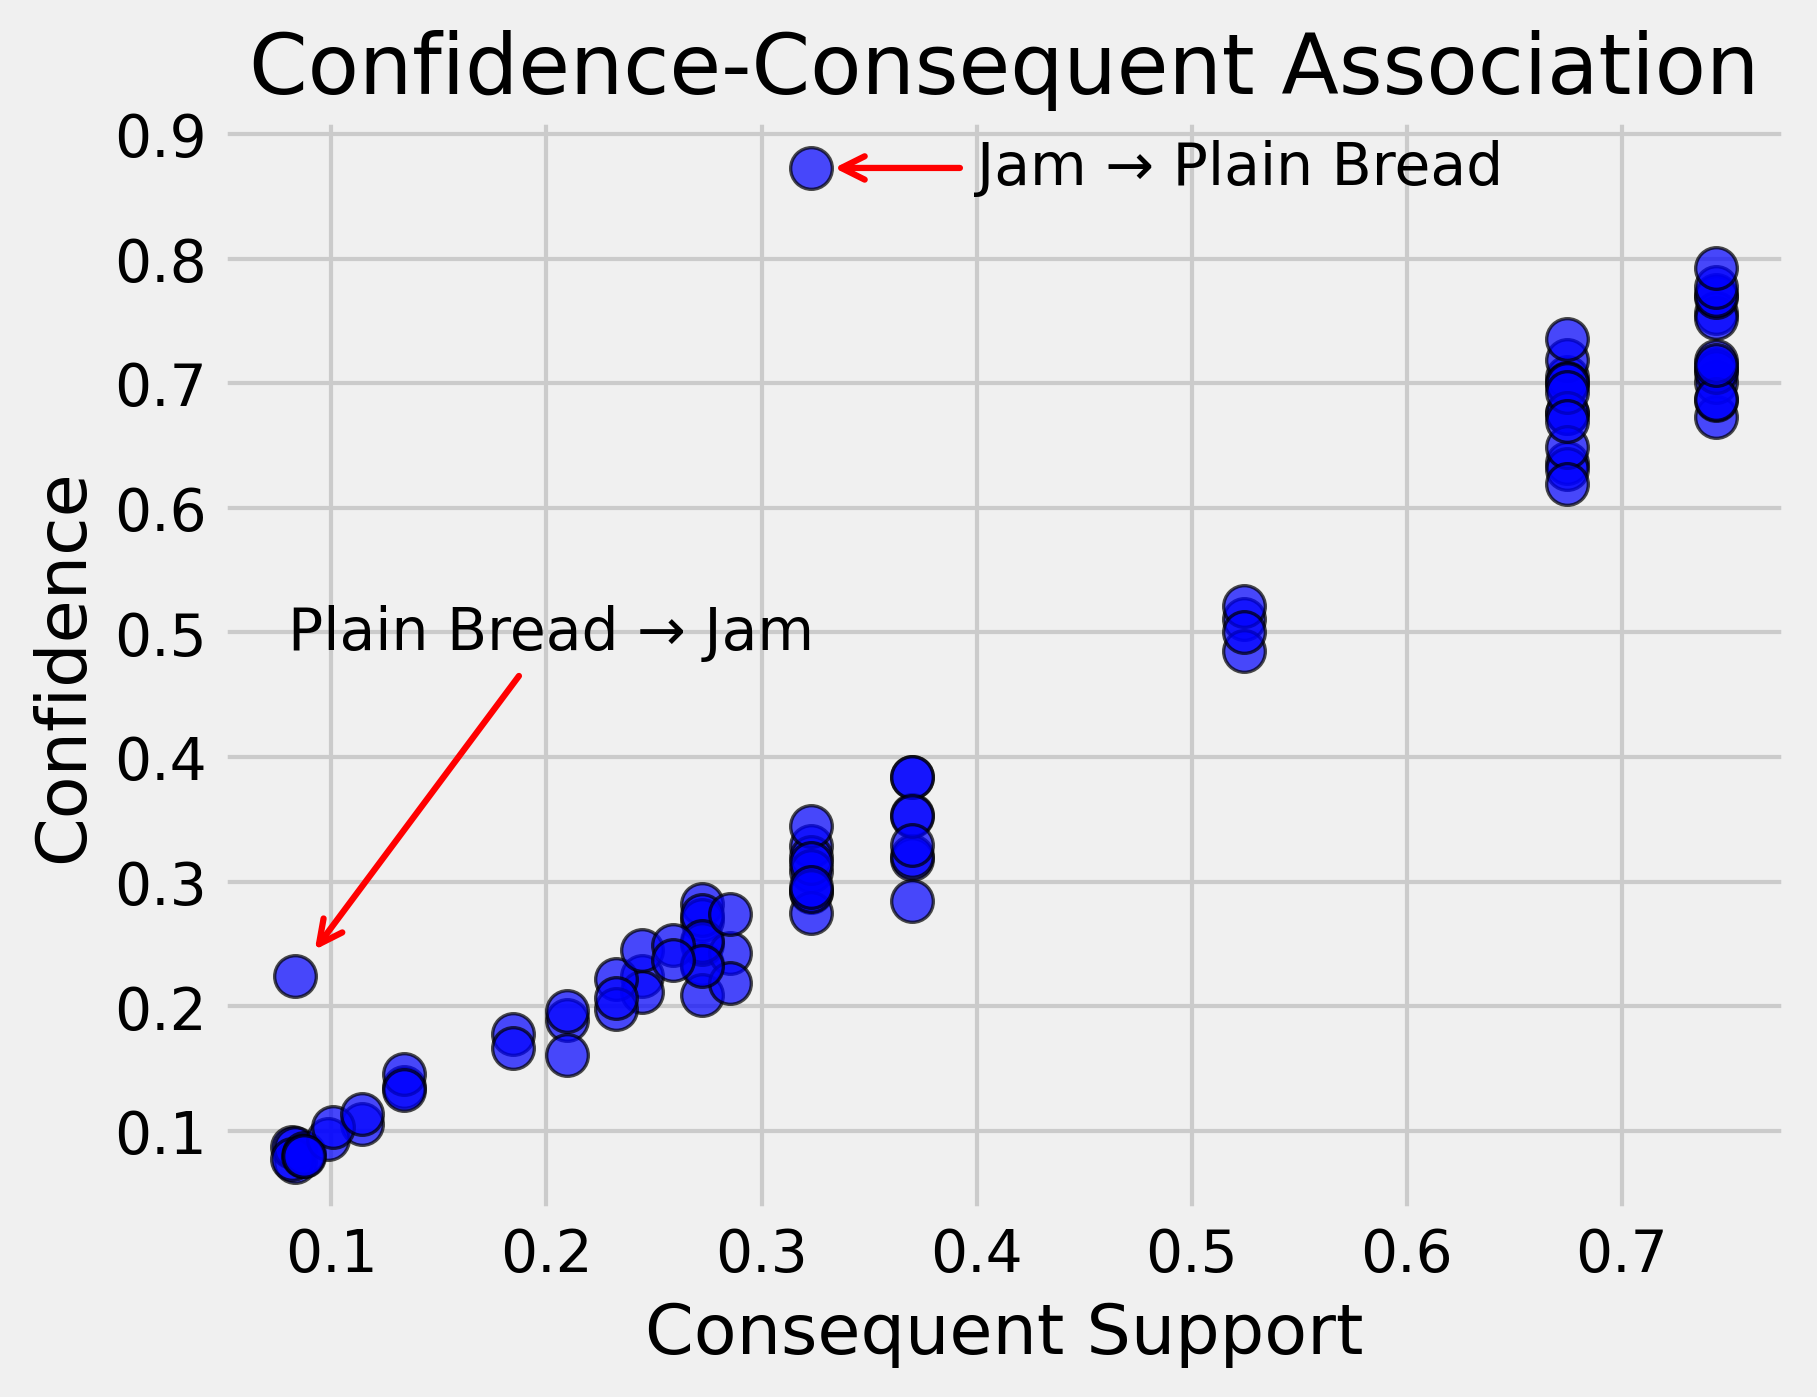 Confidence-Consequent Association
0.9
Jam → Plain Bread
0.8
0.7
0.6
Plain Bread → Jam
0.5
0.4
0.3
0.2
0.1
Confidence
0.1 0.2 0.3 0.4 0.5 0.6 0.7
Consequent Support